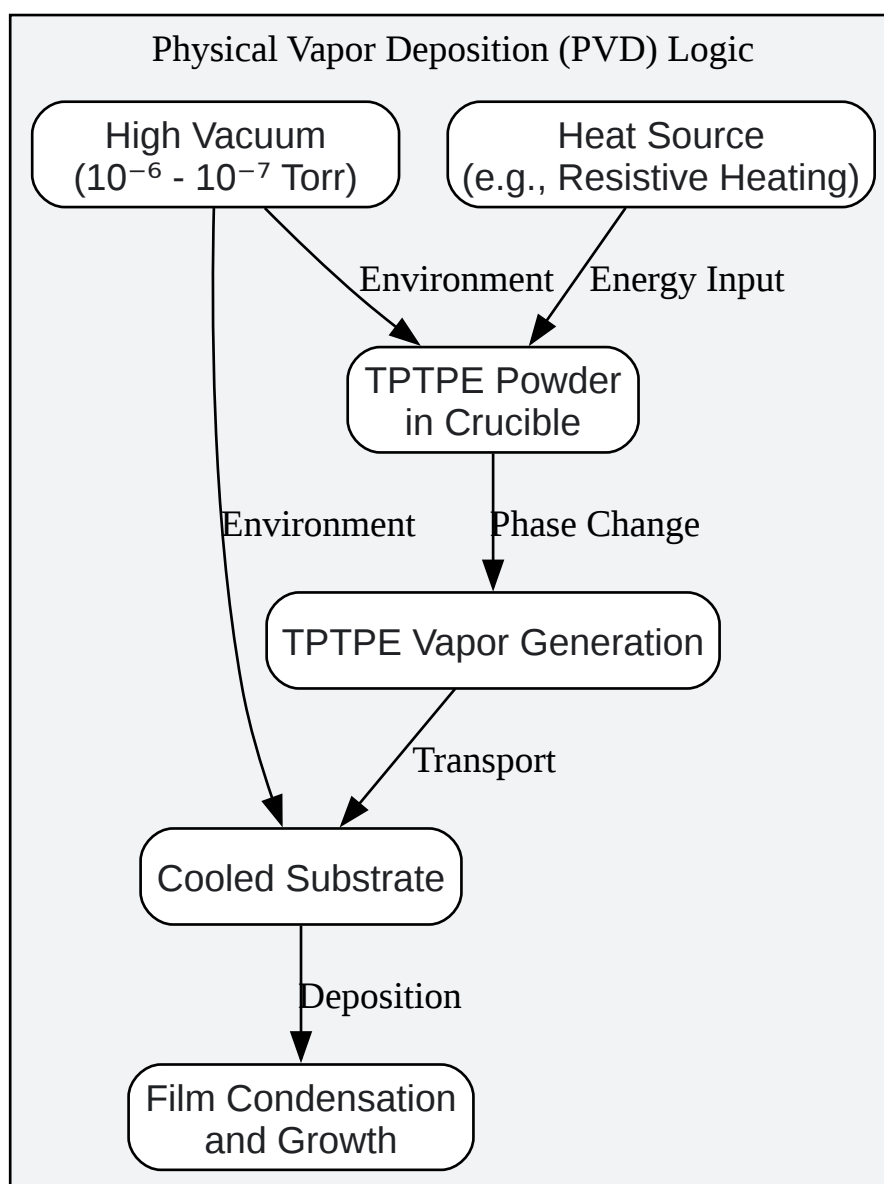 Physical Vapor Deposition (PVD) Logic
High Vacuum
(10⁻⁶ - 10⁻⁷ Torr)
Heat Source
(e.g., Resistive Heating)
Environment
Energy Input
TPTPE Powder
in Crucible
Environment
Phase Change
TPTPE Vapor Generation
Transport
Cooled Substrate
Deposition
Film Condensation
and Growth